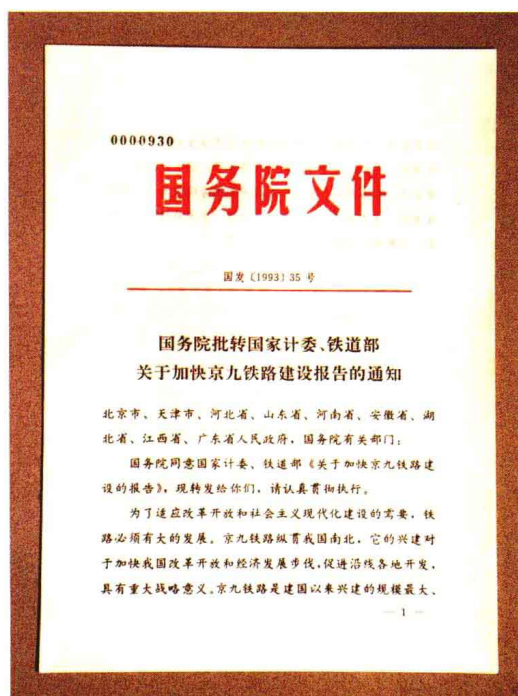 0000930
国务院文件
国发〔1993〕35号
国务院批转国家计委、铁道部
关于加快京九铁路建设报告的通知
北京市、天津市、河北省、山东省、河南省、安徽省、湖
北省、江西省、广东省人民政府，国务院有关部门：
国务院同意国家计委、铁道部《关于加快京九铁路建
设的报告》，现转发给你们，请认真贯彻执行。
为了适应改革开放和社会主义现代化建设的需要，铁
路必须有大的发展。京九铁路纵贯我国南北，它的兴建对
于加快我国改革开放和经济发展步伐，促进沿线各地开发，
具有重大战略意义。京九铁路是建国以来兴建的规模最大、
— 1 —